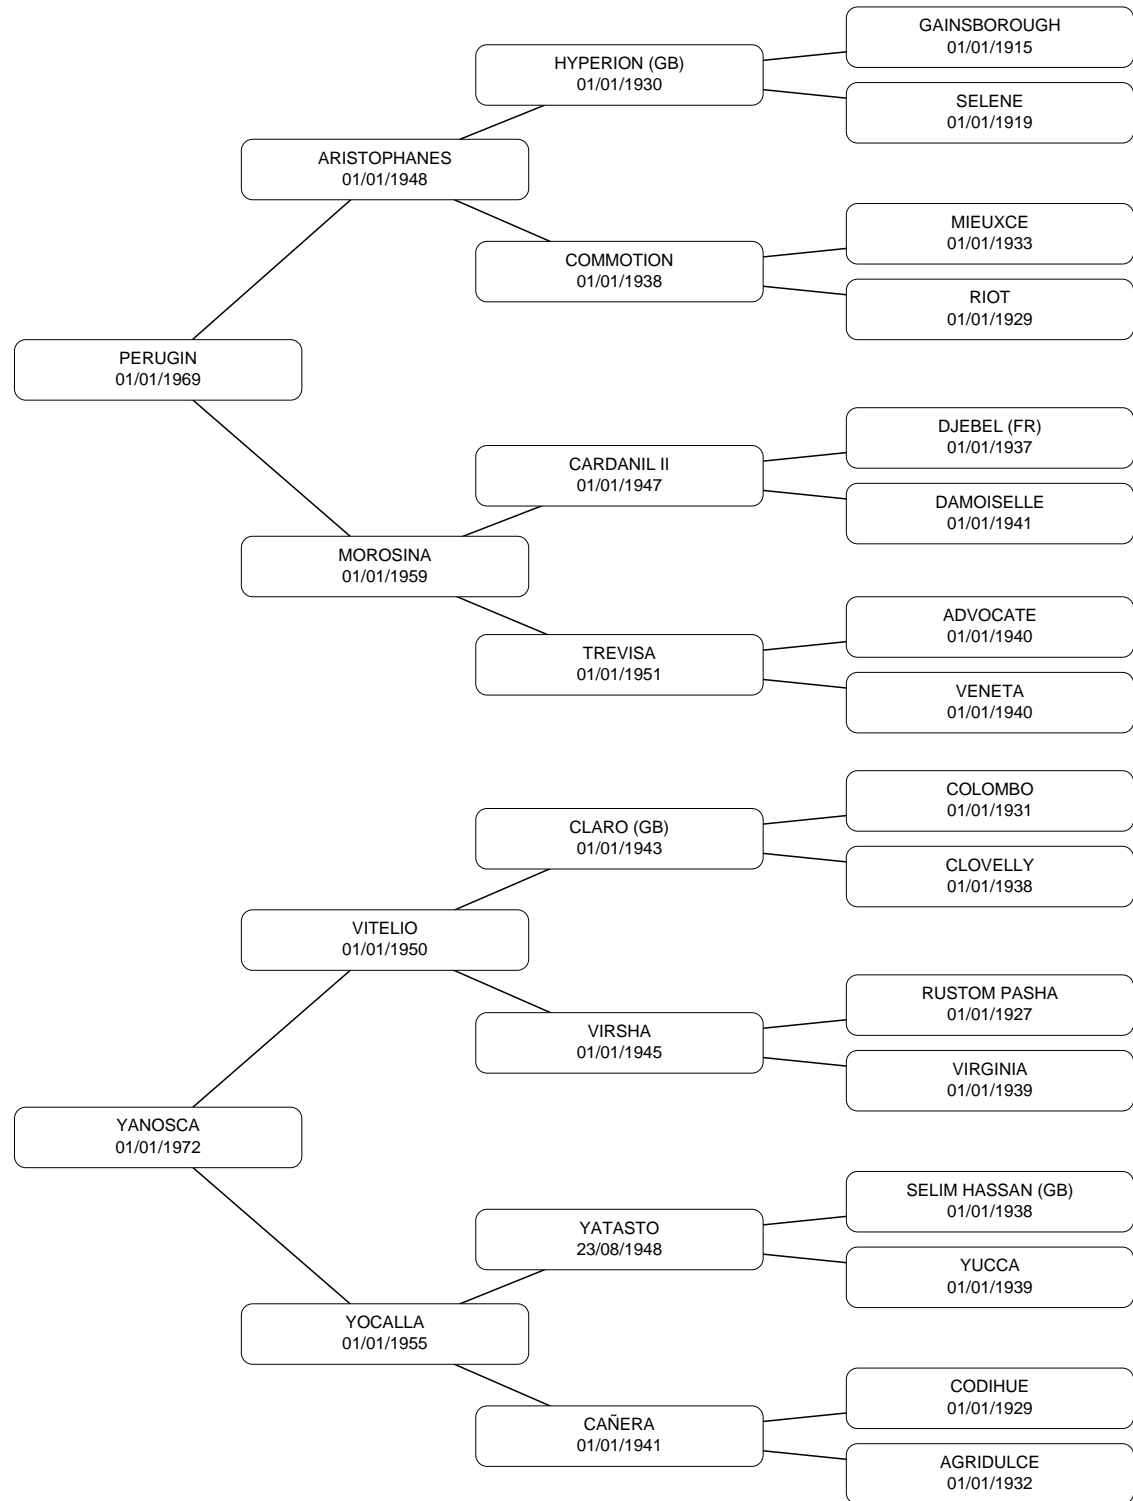 GAINSBOROUGH
01/01/1915
HYPERION (GB)
01/01/1930
SELENE
01/01/1919
ARISTOPHANES
01/01/1948
MIEUXCE
01/01/1933
COMMOTION
01/01/1938
RIOT
01/01/1929
PERUGIN
01/01/1969
DJEBEL (FR)
01/01/1937
CARDANIL II
01/01/1947
DAMOISELLE
01/01/1941
MOROSINA
01/01/1959
ADVOCATE
01/01/1940
TREVISA
01/01/1951
VENETA
01/01/1940
COLOMBO
01/01/1931
CLARO (GB)
01/01/1943
CLOVELLY
01/01/1938
VITELIO
01/01/1950
RUSTOM PASHA
01/01/1927
VIRSHA
01/01/1945
VIRGINIA
01/01/1939
YANOSCA
01/01/1972
SELIM HASSAN (GB)
01/01/1938
YATASTO
23/08/1948
YUCCA
01/01/1939
YOCALLA
01/01/1955
CODIHUE
01/01/1929
CAÑERA
01/01/1941
AGRIDULCE
01/01/1932